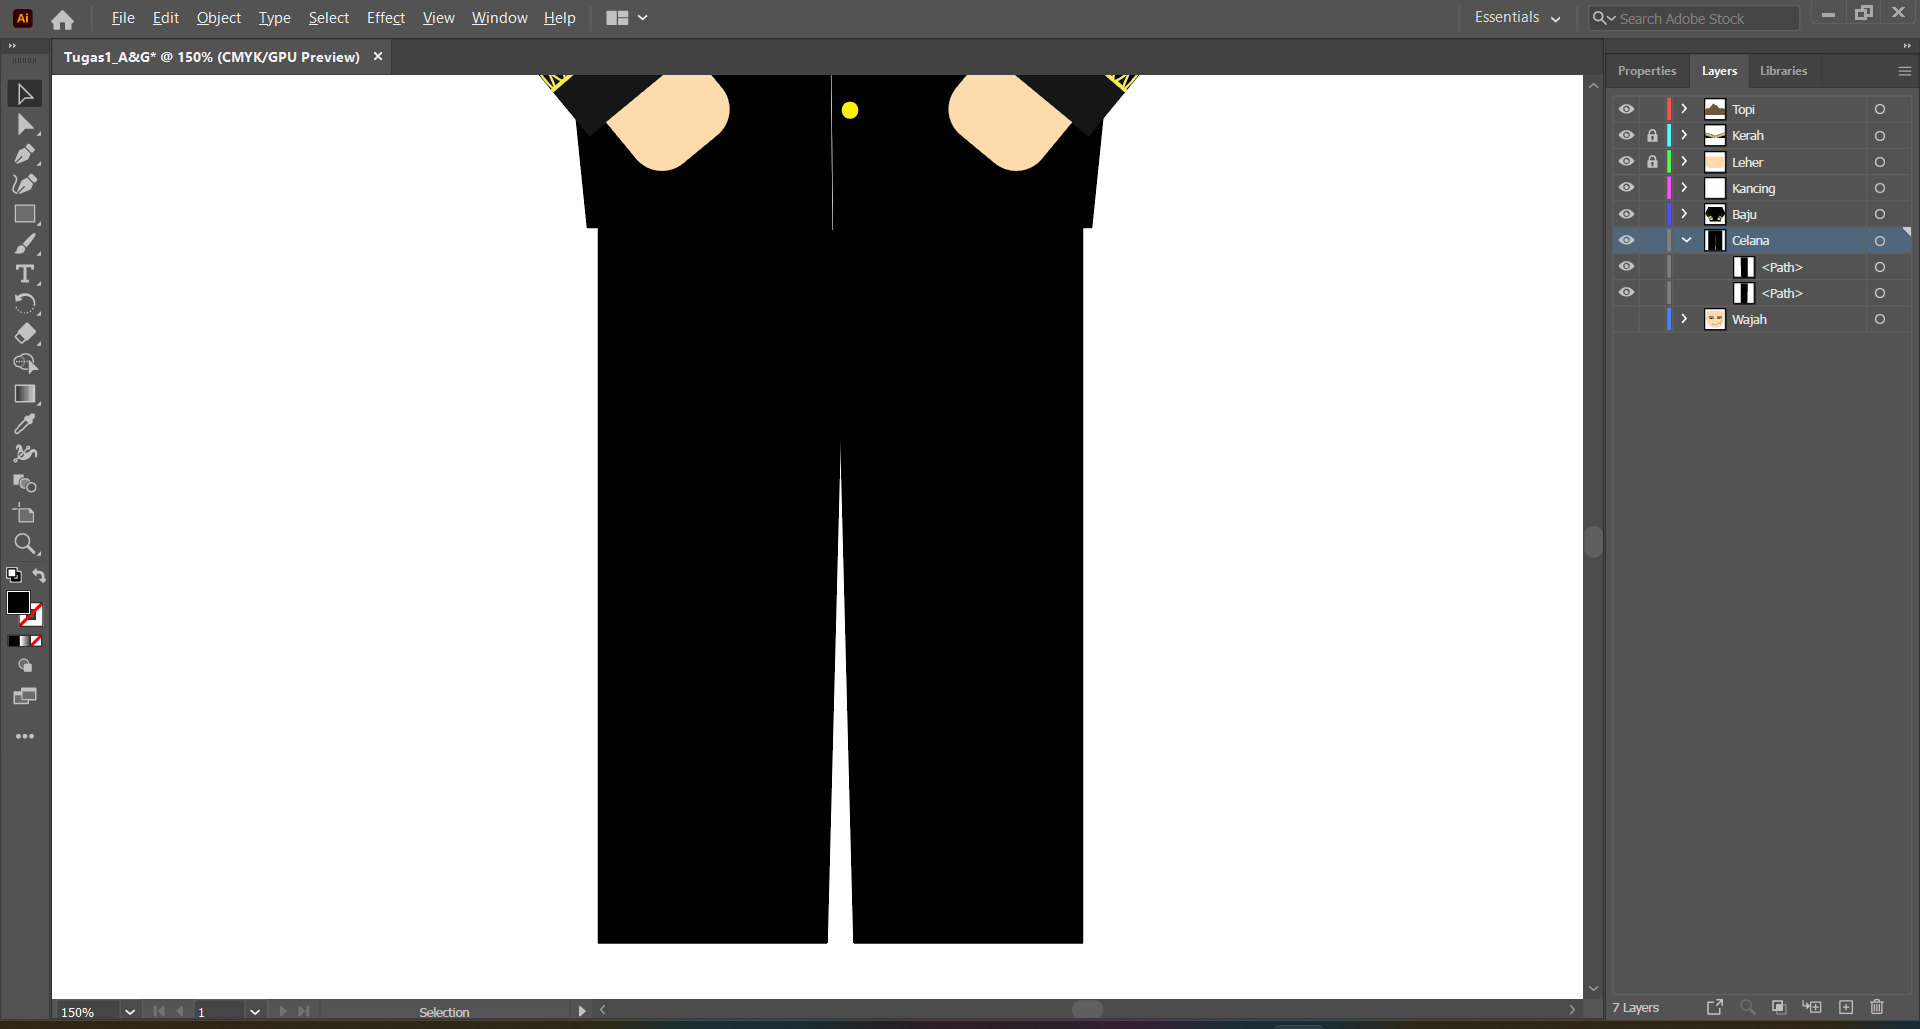 Ai File Edit Object Type Select Effect View Window Help Essentials Search Adobe Stock
Tugas1_A&G* @ 150% (CMYK/GPU Preview)
Properties Layers Libraries
Topi
Kerah
Leher
Kancing
Baju
Celana
<Path>
<Path>
Wajah
150% 1 Selection 7 Layers